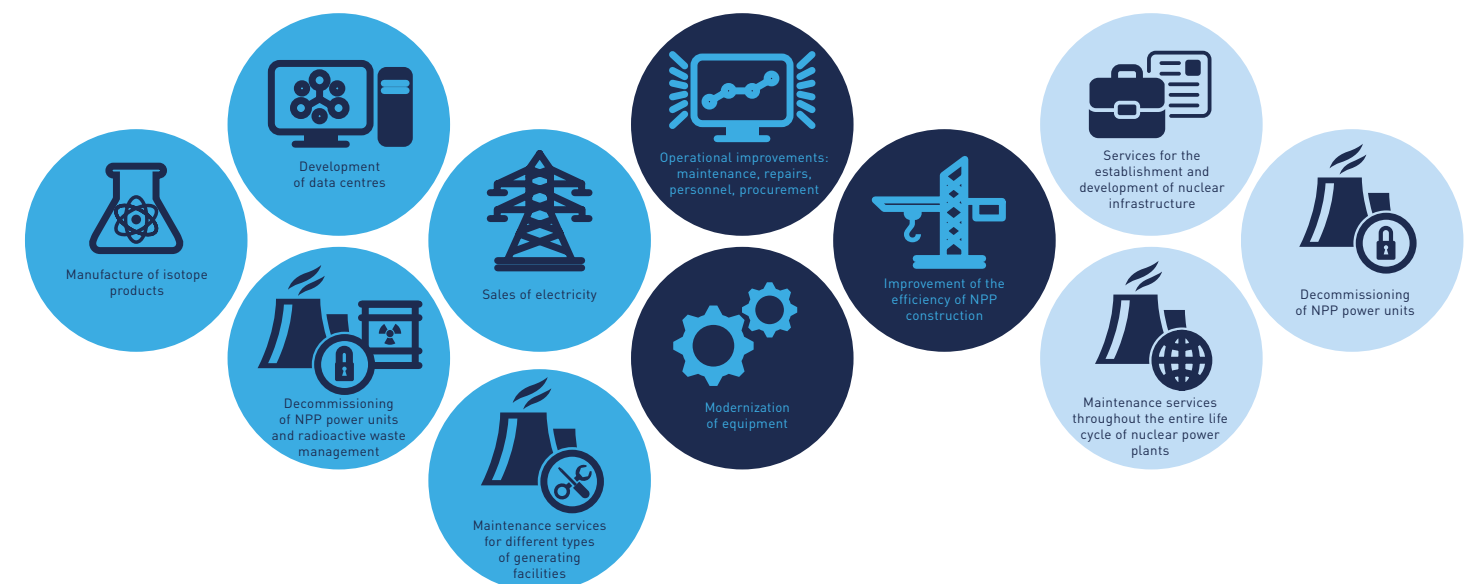 Development
of data centres
Manufacture of isotope
products
Decommissioning
of NPP power units
and radioactive waste
management
Sales of electricity
Maintenance services
for different types
of generating
facilities
Operational improvements:
maintenance, repairs,
personnel, procurement
Improvement of the
efficiency of NPP
construction
Modernization
of equipment
Services for the
establishment and
development of nuclear
infrastructure
Decommissioning
of NPP power units
Maintenance services
throughout the entire life
cycle of nuclear power
plants